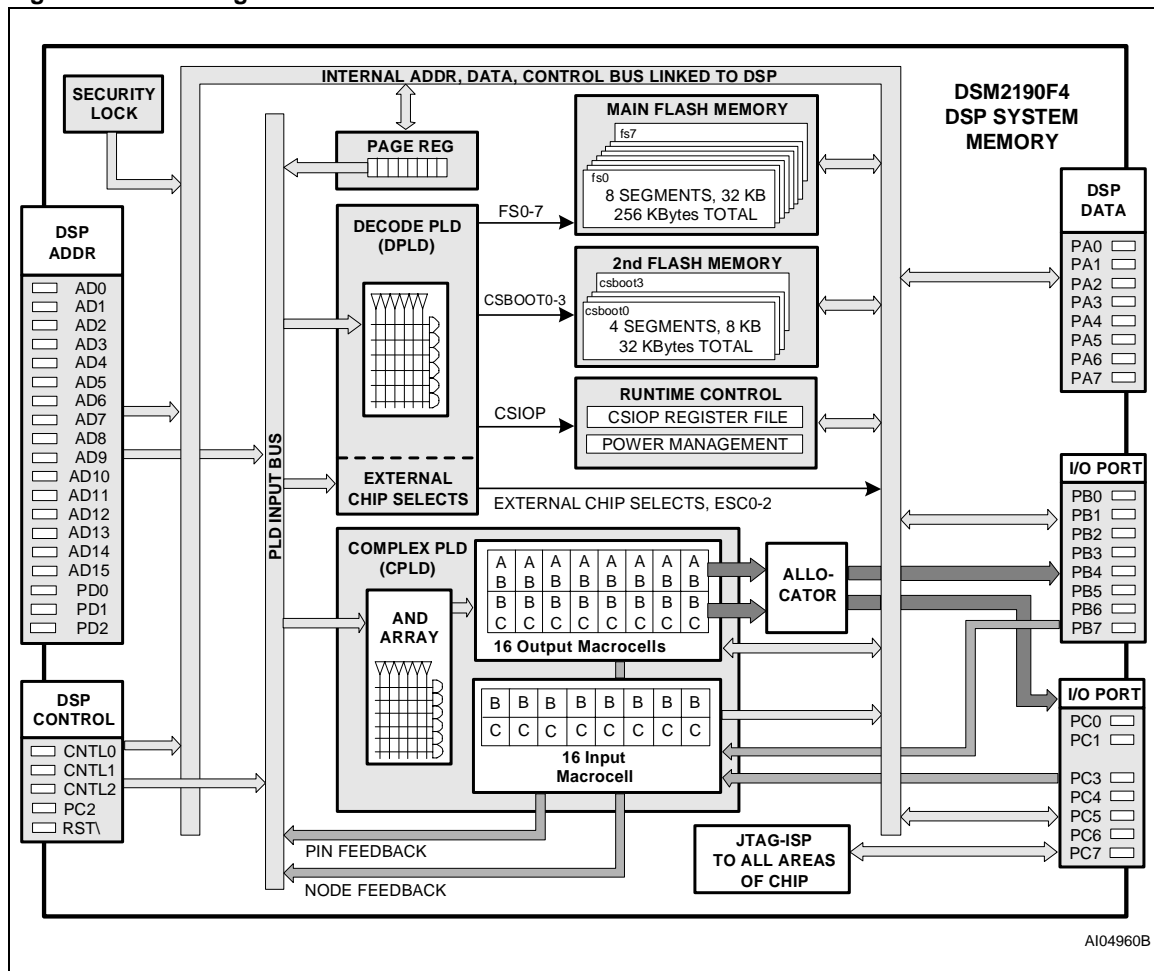 INTERNAL ADDR, DATA, CONTROL BUS LINKED TO DSP
DSM2190F4
DSP SYSTEM
MEMORY
SECURITY
LOCK
PAGE REG
MAIN FLASH MEMORY
fs7
fs0
8 SEGMENTS, 32 KB
256 KBytes TOTAL
DSP
ADDR
AD0
AD1
AD2
AD3
AD4
AD5
AD6
AD7
AD8
AD9
AD10
AD11
AD12
AD13
AD14
AD15
PD0
PD1
PD2
DSP
CONTROL
CNTL0
CNTL1
CNTL2
PC2
RST\
PLD INPUT BUS
DECODE PLD
(DPLD)
FS0-7
CSBOOT0-3
CSIOP
EXTERNAL
CHIP SELECTS
EXTERNAL CHIP SELECTS, ESC0-2
2nd FLASH MEMORY
csboot3
csboot0
4 SEGMENTS, 8 KB
32 KBytes TOTAL
RUNTIME CONTROL
CSIOP REGISTER FILE
POWER MANAGEMENT
COMPLEX PLD
(CPLD)
AND
ARRAY
A A A A A A A A
B B B B B B B B
B B B B B B B B
C C C C C C C C
16 Output Macrocells
B B B B B B B B
C C C C C C C C
16 Input
Macrocell
ALLO-
CATOR
PIN FEEDBACK
NODE FEEDBACK
JTAG-ISP
TO ALL AREAS
OF CHIP
DSP
DATA
PA0
PA1
PA2
PA3
PA4
PA5
PA6
PA7
I/O PORT
PB0
PB1
PB2
PB3
PB4
PB5
PB6
PB7
I/O PORT
PC0
PC1
PC3
PC4
PC5
PC6
PC7
AI04960B